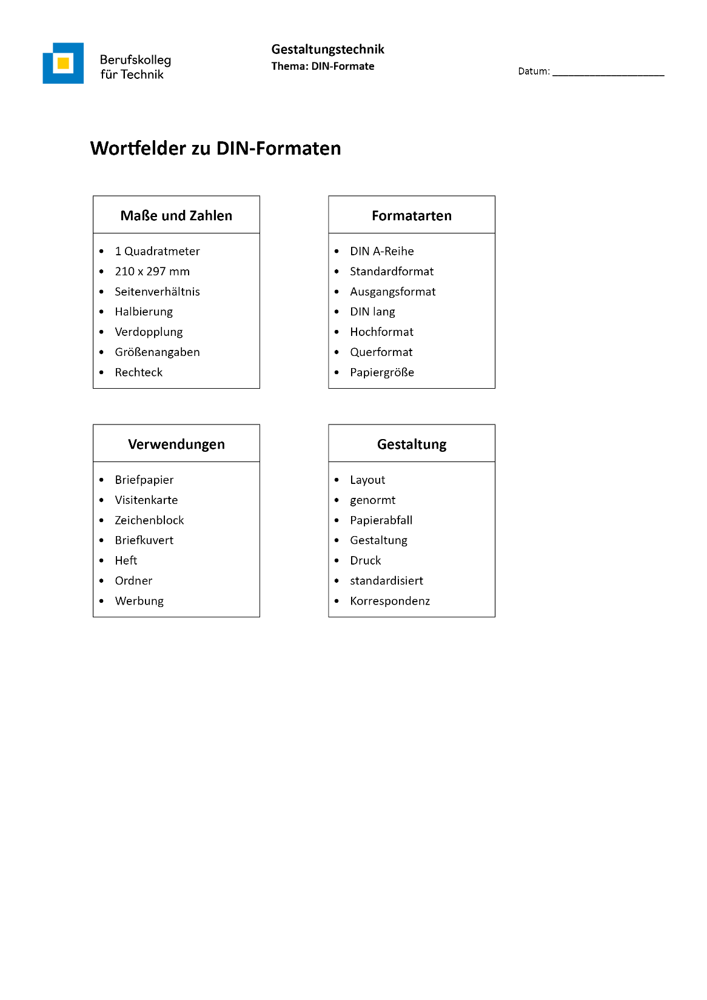 Berufskolleg
für Technik
Gestaltungstechnik
Thema: DIN-Formate
Datum: ______________________
Wortfelder zu DIN-Formaten
Maße und Zahlen
• 1 Quadratmeter
• 210 x 297 mm
• Seitenverhältnis
• Halbierung
• Verdopplung
• Größenangaben
• Rechteck
Formatarten
• DIN A-Reihe
• Standardformat
• Ausgangsformat
• DIN lang
• Hochformat
• Querformat
• Papiergröße
Verwendungen
• Briefpapier
• Visitenkarte
• Zeichenblock
• Briefkuvert
• Heft
• Ordner
• Werbung
Gestaltung
• Layout
• genormt
• Papierabfall
• Gestaltung
• Druck
• standardisiert
• Korrespondenz